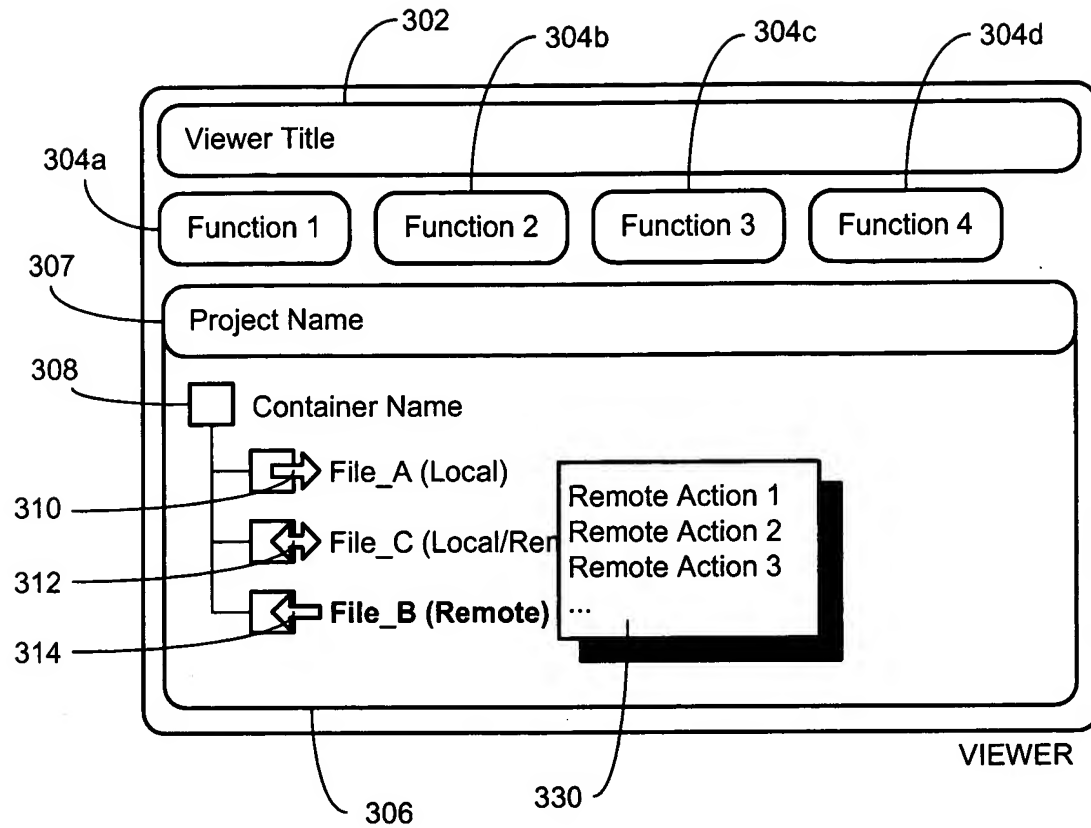 302
304b
304c
304d
Viewer Title
304a
Function 1
Function 2
Function 3
Function 4
307
Project Name
308
Container Name
File_A (Local)
310
File_C (Local/Rem
312
File_B (Remote)
314
Remote Action 1
Remote Action 2
Remote Action 3
...
VIEWER
306
330